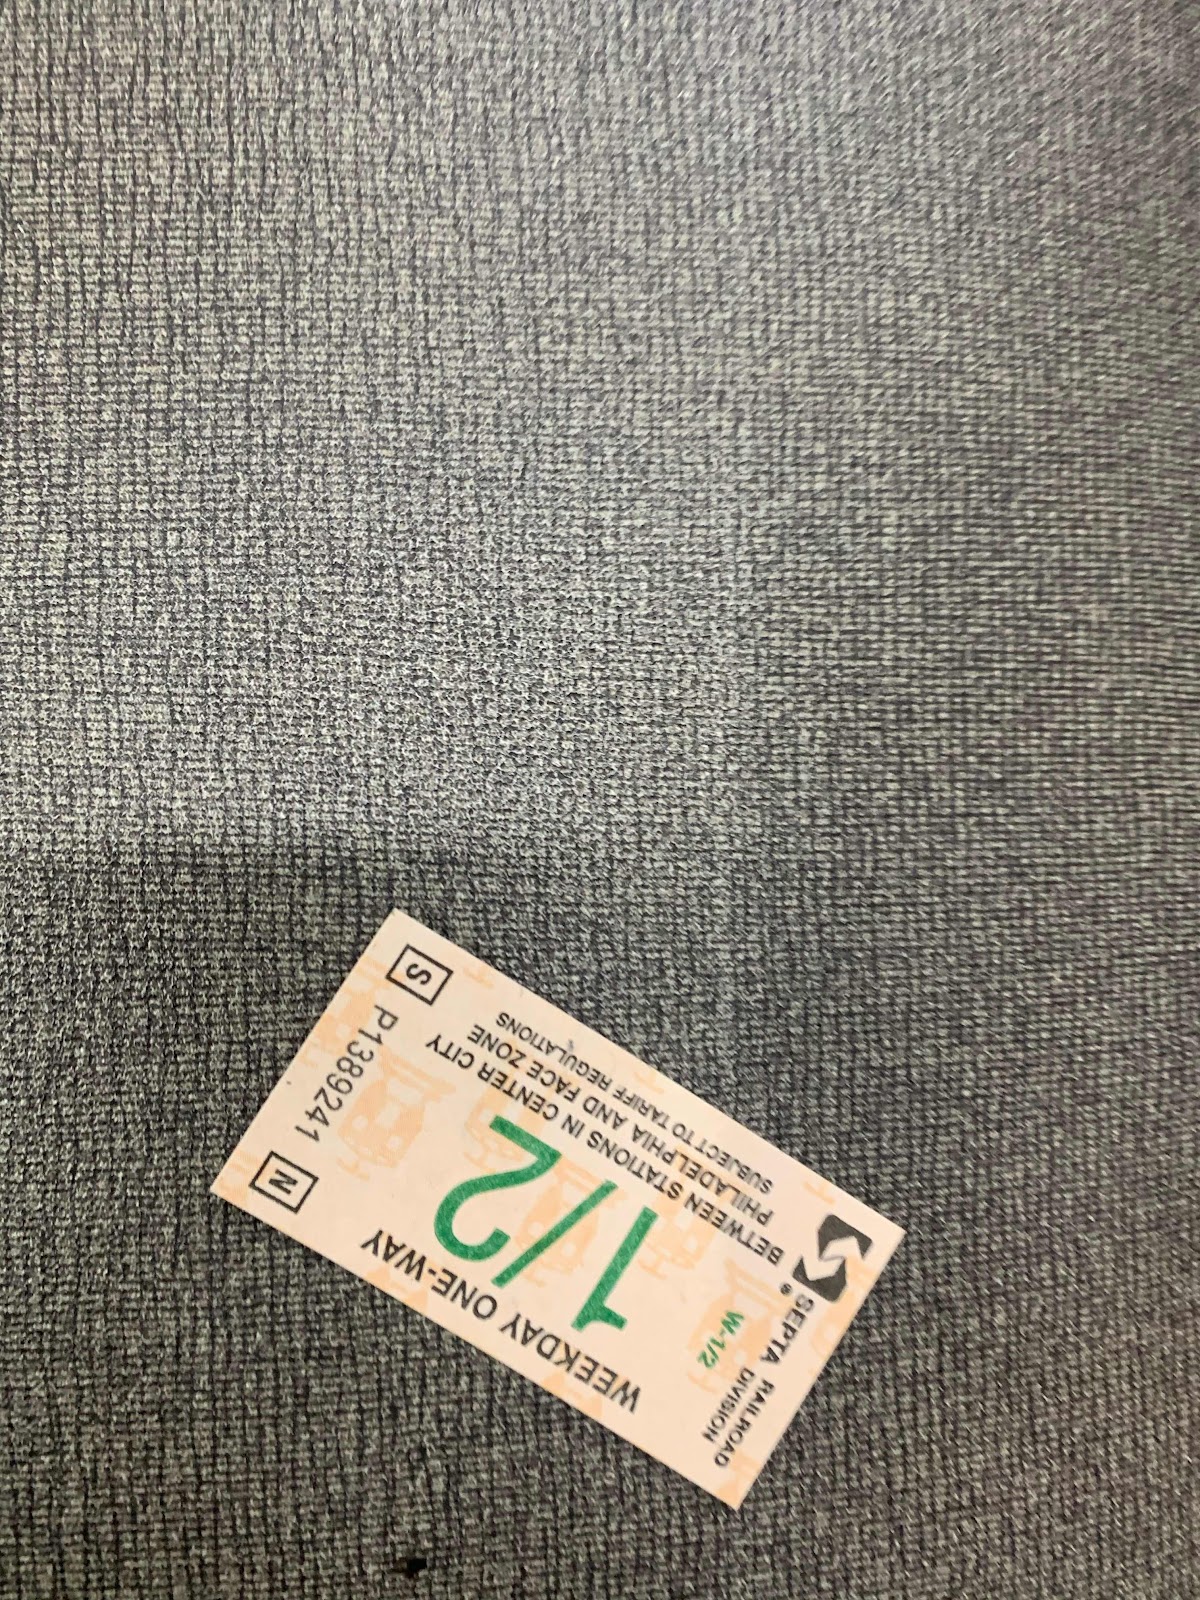 SEPTA RAILROAD
DIVISION
W-1/2
WEEKDAY ONE-WAY
1/2
BETWEEN STATIONS IN CENTER CITY
PHILADELPHIA AND FACE ZONE
SUBJECT TO TARIFF REGULATIONS
N
P1389241
S